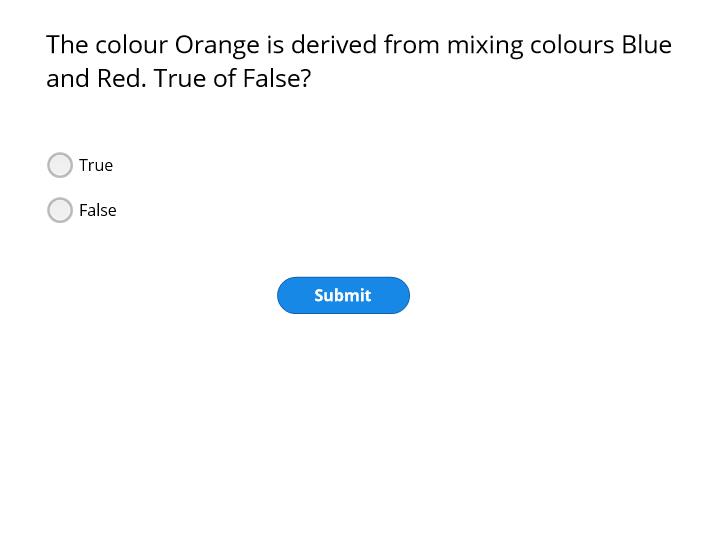 The colour Orange is derived from mixing colours Blue
and Red. True of False?
True
False
Submit